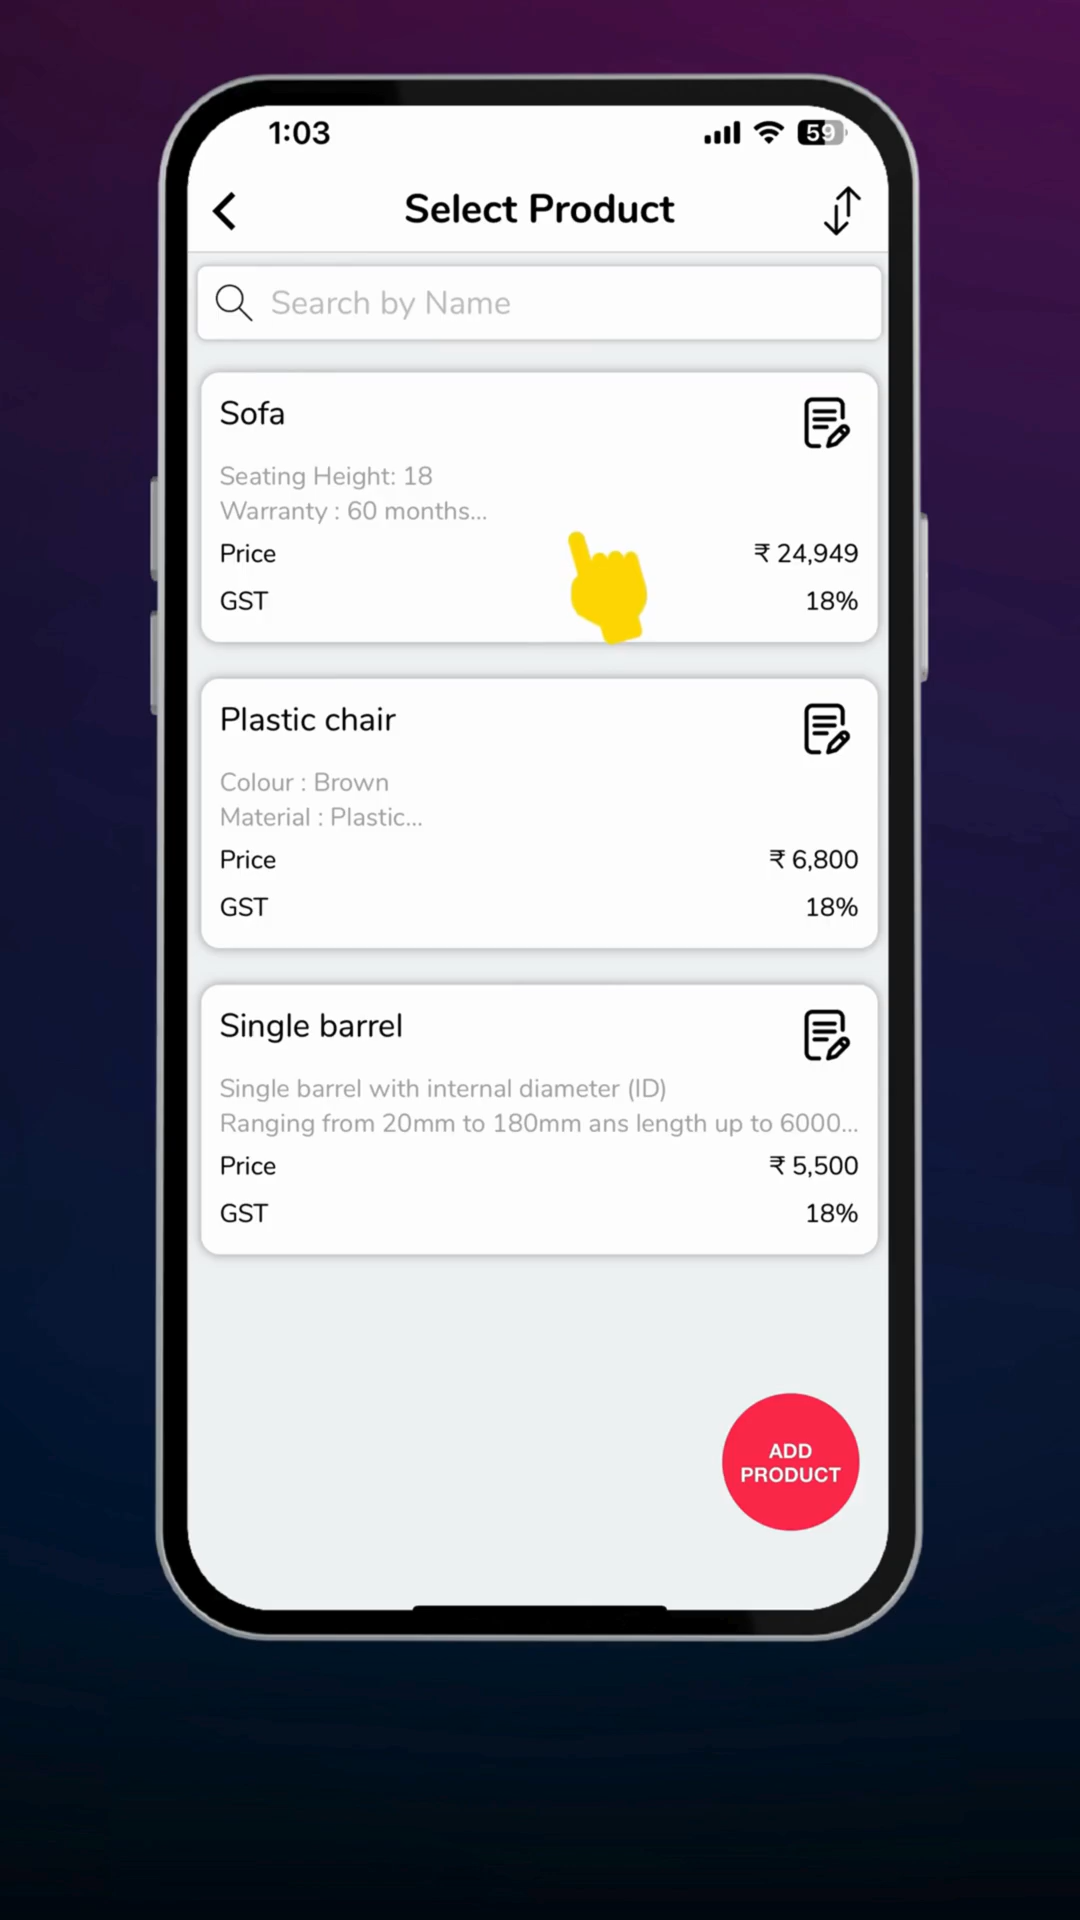 1:03
59
Select Product
Search by Name
Sofa
Seating Height: 18
Warranty : 60 months...
Price ₹ 24,949
GST 18%
Plastic chair
Colour : Brown
Material : Plastic...
Price ₹ 6,800
GST 18%
Single barrel
Single barrel with internal diameter (ID)
Ranging from 20mm to 180mm ans length up to 6000...
Price ₹ 5,500
GST 18%
ADD
PRODUCT